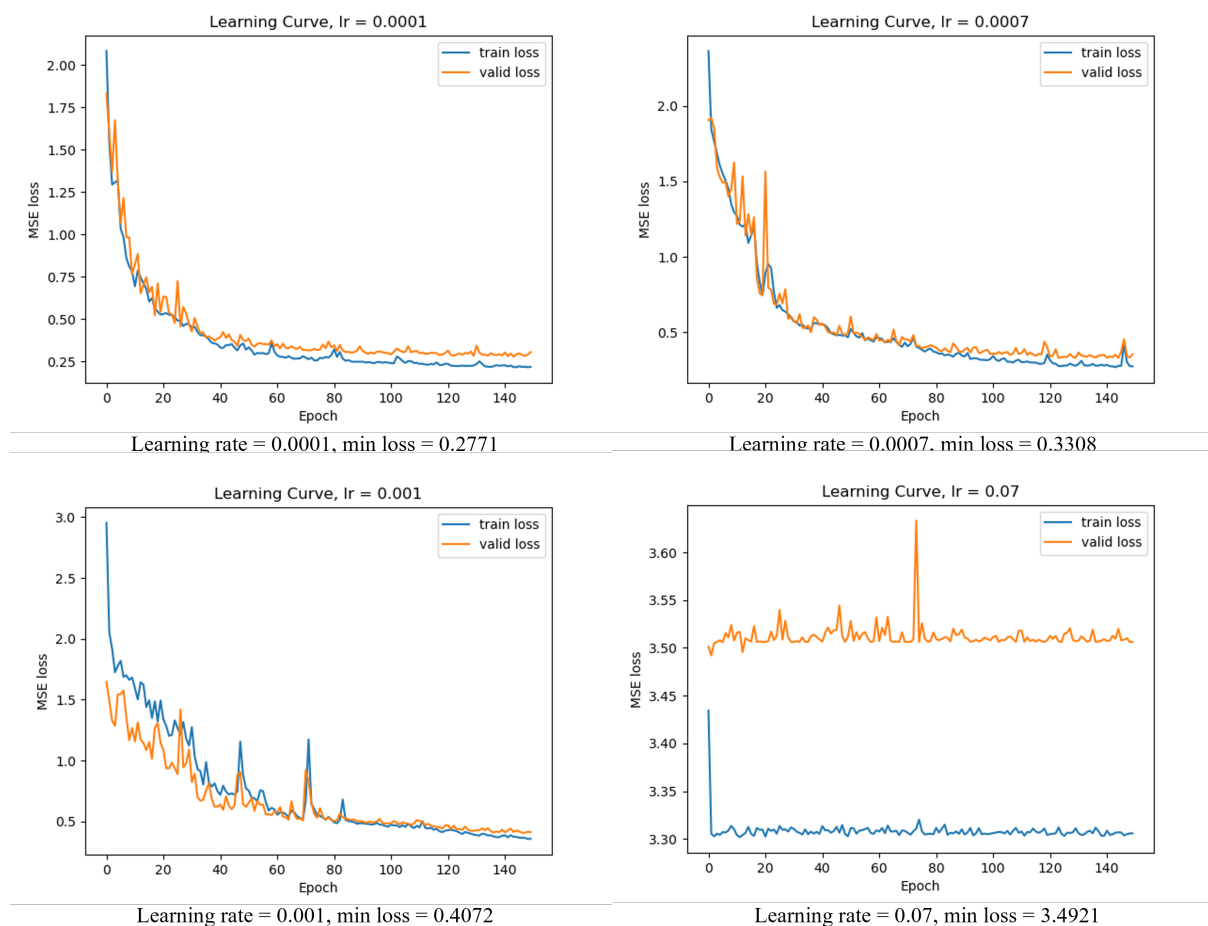 Learning Curve, lr = 0.0001
train loss
valid loss
2.00
1.75
1.50
1.25
1.00
0.75
0.50
0.25
MSE loss
0 20 40 60 80 100 120 140
Epoch
Learning rate = 0.0001, min loss = 0.2771
Learning Curve, lr = 0.0007
train loss
valid loss
2.0
1.5
1.0
0.5
MSE loss
0 20 40 60 80 100 120 140
Epoch
Learning rate = 0.0007, min loss = 0.3308
Learning Curve, lr = 0.001
train loss
valid loss
3.0
2.5
2.0
1.5
1.0
0.5
MSE loss
0 20 40 60 80 100 120 140
Epoch
Learning rate = 0.001, min loss = 0.4072
Learning Curve, lr = 0.07
train loss
valid loss
3.60
3.55
3.50
3.45
3.40
3.35
3.30
MSE loss
0 20 40 60 80 100 120 140
Epoch
Learning rate = 0.07, min loss = 3.4921